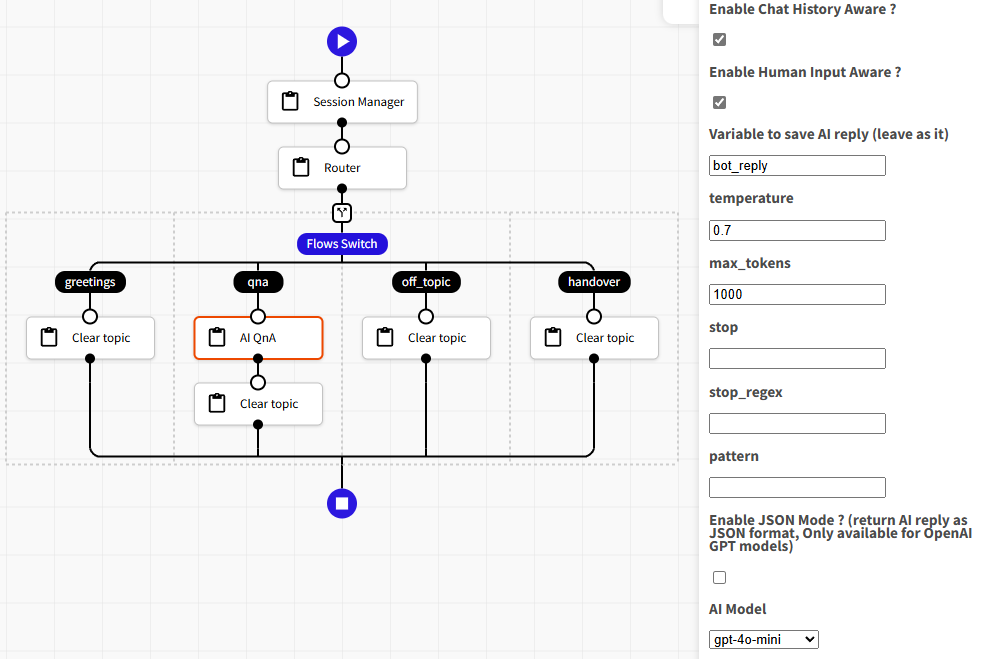 Session Manager
Router
Flows Switch
greetings
qna
off_topic
handover
Clear topic
AI QnA
Clear topic
Clear topic
Clear topic
Enable Chat History Aware ?
Enable Human Input Aware ?
Variable to save AI reply (leave as it)
bot_reply
temperature
0.7
max_tokens
1000
stop
stop_regex
pattern
Enable JSON Mode ? (return AI reply as
JSON format, Only available for OpenAI
GPT models)
AI Model
gpt-4o-mini